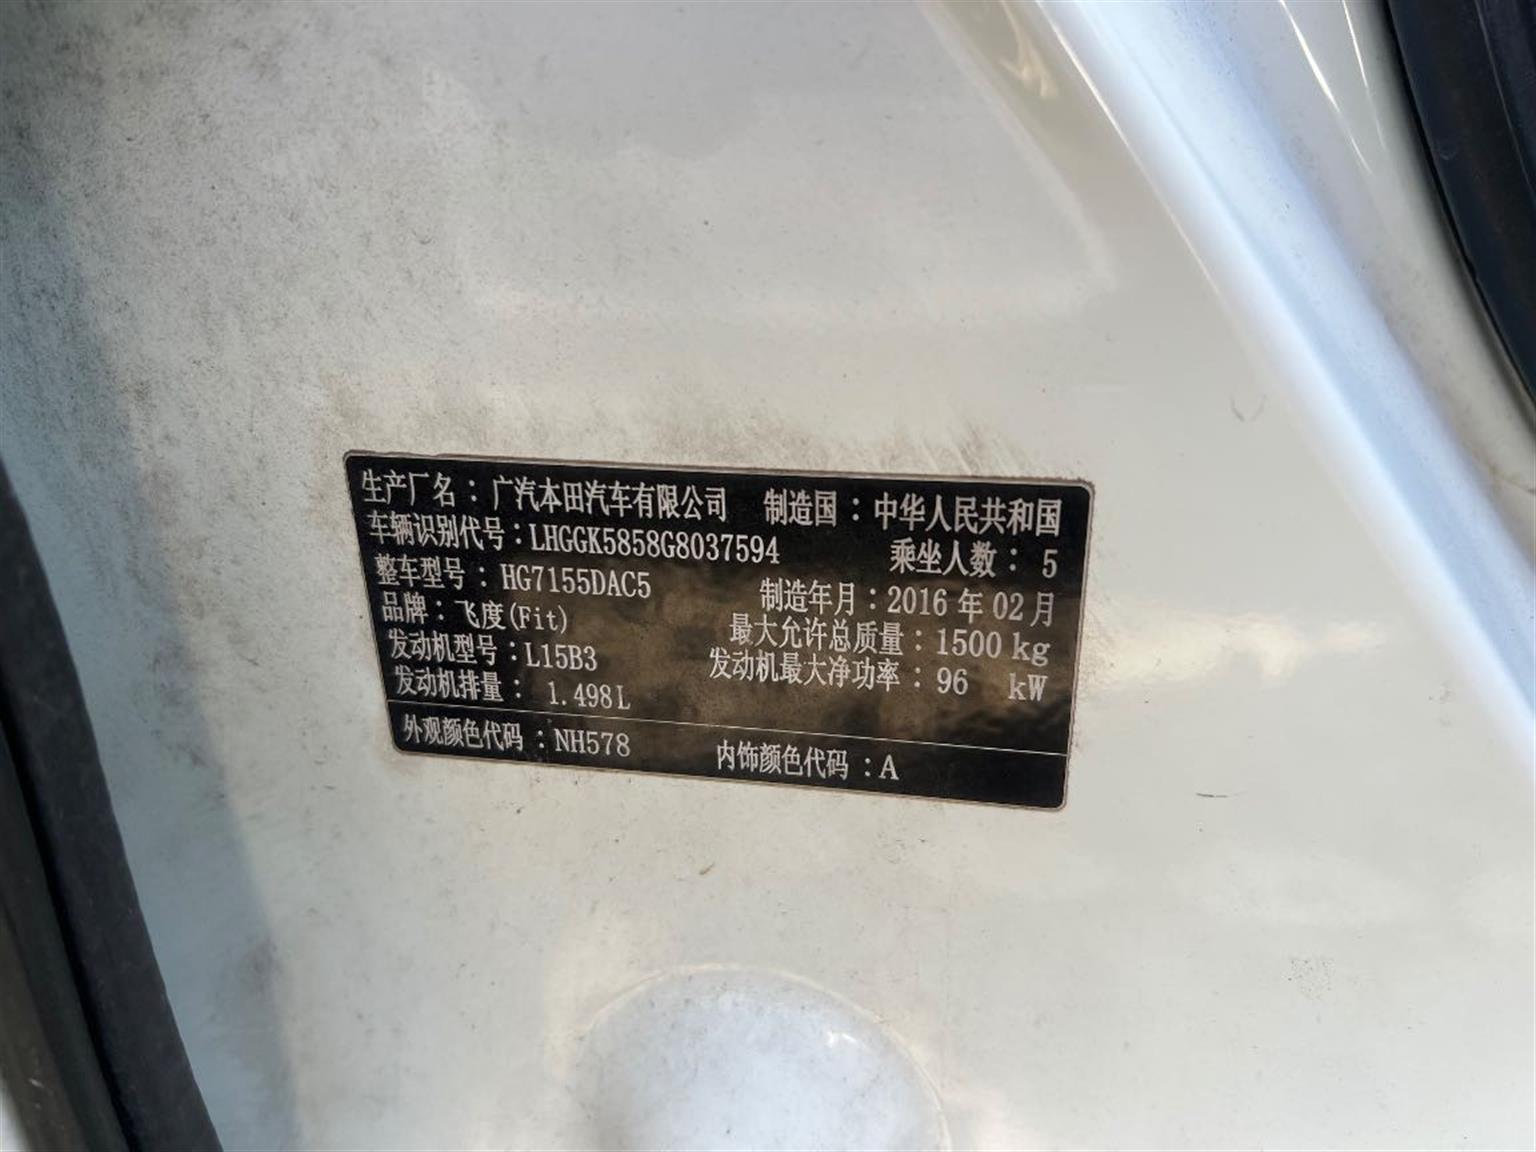 生产厂名：广汽本田汽车有限公司 制造国：中华人民共和国
车辆识别代号：LHGGK5858G8037594 乘坐人数：5
整车型号：HG7155DAC5 制造年月：2016年02月
品牌：飞度(Fit) 最大允许总质量：1500kg
发动机型号：L15B3 发动机最大净功率：96 kW
发动机排量：1.498L
外观颜色代码：NH578 内饰颜色代码：A